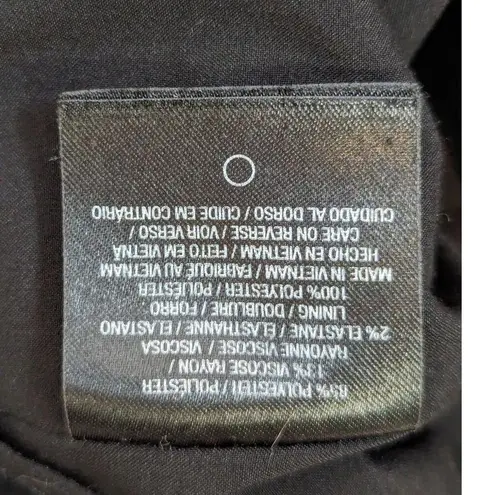 85% POLYESTER / POLIÉSTER
13% VISCOSE RAYON /
RAYONNE VISCOSE / VISCOSA
2% ELASTANE / ELASTHANNE / ELASTANO
LINING / DOUBLURE / FORRO
100% POLYESTER / POLIÉSTER
MADE IN VIETNAM / FABRIQUÉ AU VIETNAM
HECHO EN VIETNAM / FEITO EM VIETNÃ
CARE ON REVERSE / VOIR VERSO /
CUIDADO AL DORSO / CUIDE EM CONTRÁRIO